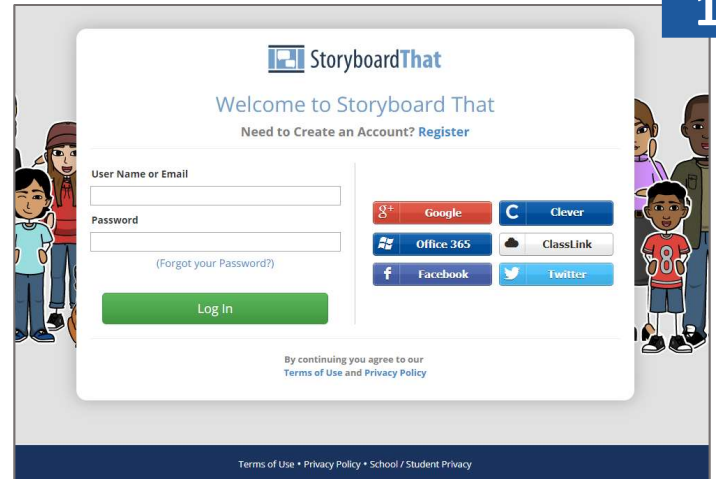 1
StoryboardThat
Welcome to Storyboard That
Need to Create an Account? Register
User Name or Email
Password
(Forgot your Password?)
Log In
g+ Google
C Clever
Office 365
ClassLink
f Facebook
Twitter
8
By continuing you agree to our
Terms of Use and Privacy Policy
Terms of Use • Privacy Policy • School / Student Privacy